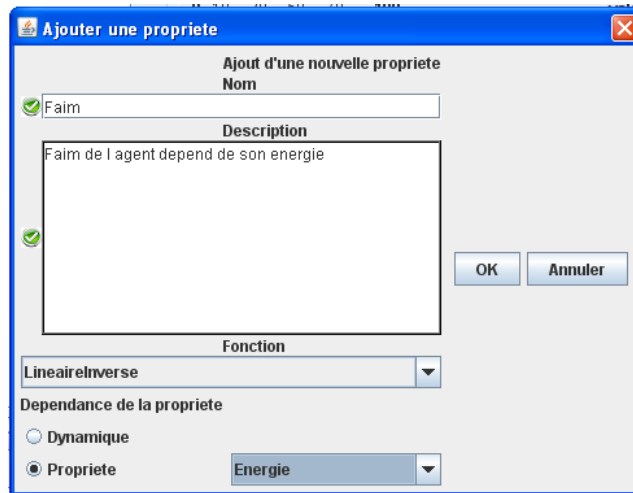 Ajouter une propriete
Ajout d'une nouvelle propriete
Nom
Faim
Description
Faim de l agent depend de son energie
OK
Annuler
Fonction
LineaireInverse
Dependance de la propriete
Dynamique
Propriete
Energie